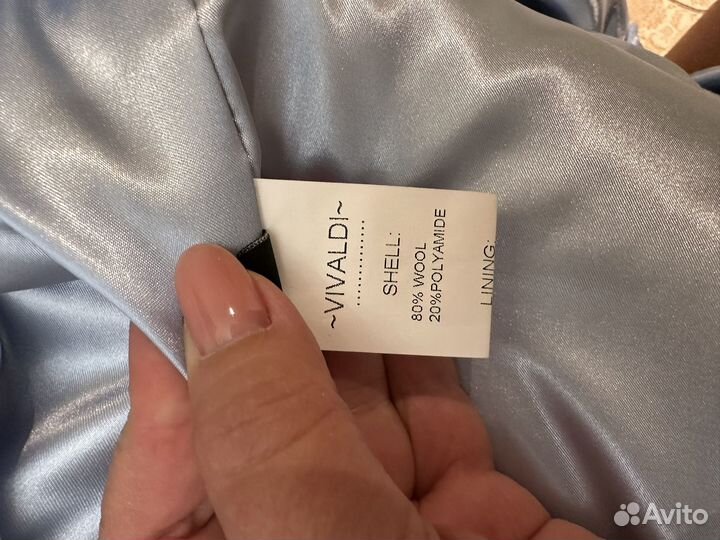 ~VIVALDI~
..............
SHELL:
80% WOOL
20%POLYAMIDE
LINING:
Avito